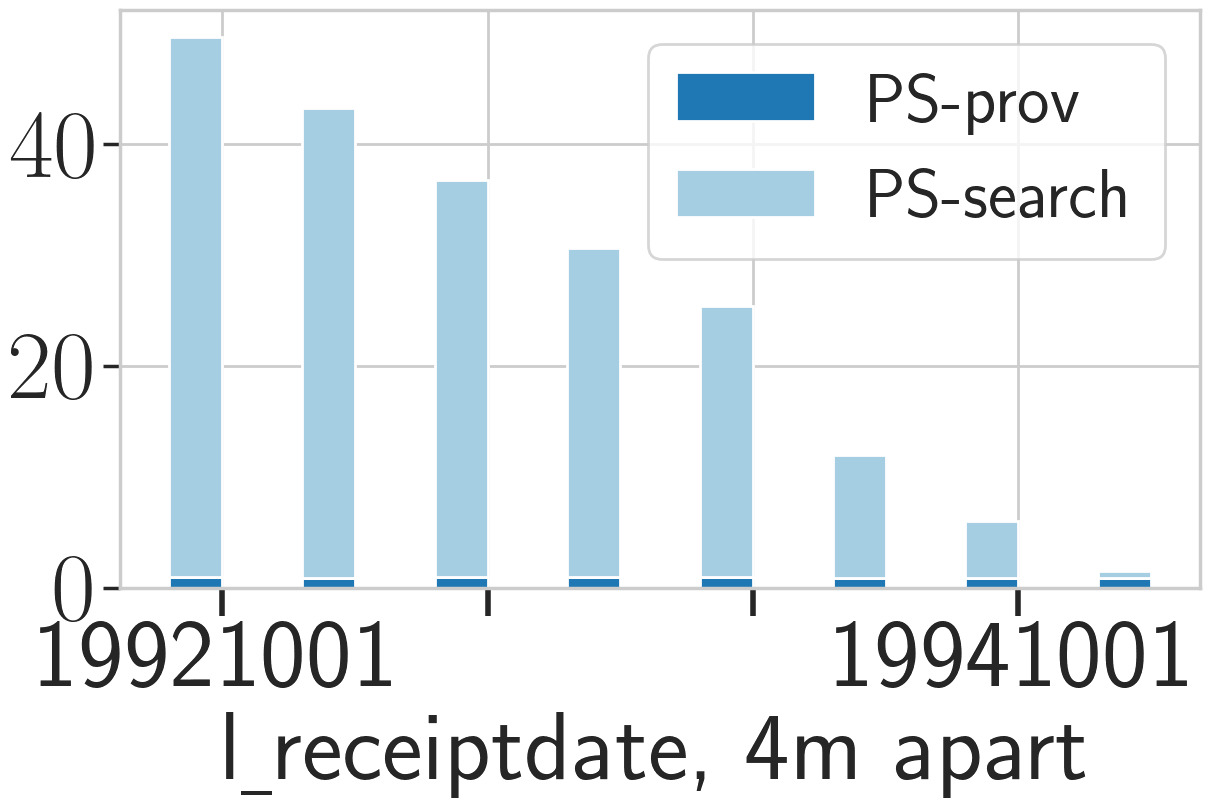 40
20
0
PS-prov
PS-search
19921001 19941001
l_receiptdate, 4m apart